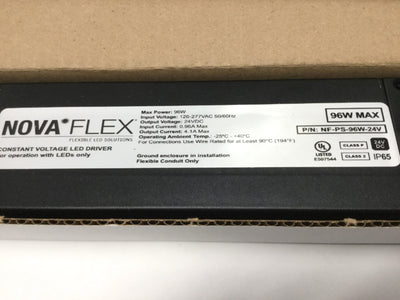 NOVA FLEX
FLEXIBLE LED SOLUTIONS
CONSTANT VOLTAGE LED DRIVER
operation with LEDs only
Max Power: 96W
Input Voltage: 120-277VAC 50/60Hz
Output Voltage: 24VDC
Input Current: 0.96A Max
Output Current: 4.1A Max
Operating Ambient Temp: -25°C - +40°C
For Connections Use Wire Rated for at Least 90°C (194°F)
Ground enclosure in installation
Flexible Conduit Only
96W MAX
P/N: NF-PS-96W-24V
UL
LISTED
E507544
CLASS P
CLASS 2
24V
DC
IP65